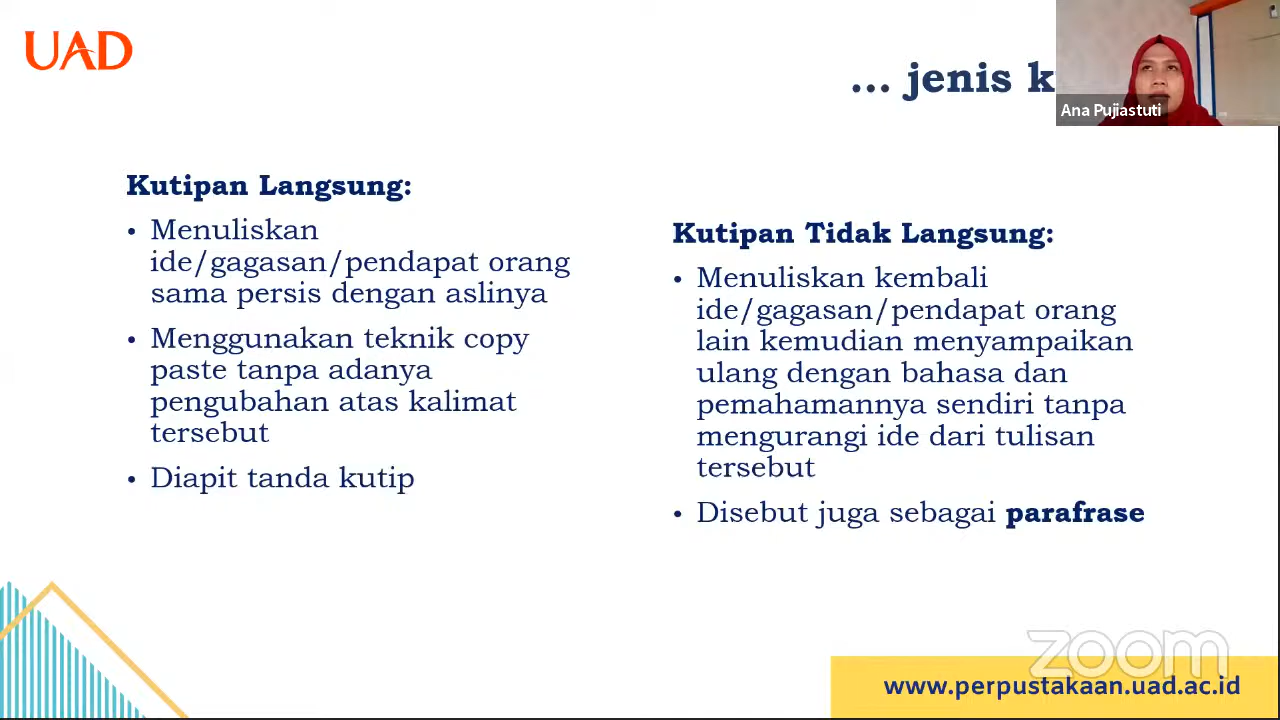 UAD
... jenis k
Ana Pujiastuti
Kutipan Langsung:
• Menuliskan
ide/gagasan/pendapat orang
sama persis dengan aslinya
• Menggunakan teknik copy
paste tanpa adanya
pengubahan atas kalimat
tersebut
• Diapit tanda kutip
Kutipan Tidak Langsung:
• Menuliskan kembali
ide/gagasan/pendapat orang
lain kemudian menyampaikan
ulang dengan bahasa dan
pemahamannya sendiri tanpa
mengurangi ide dari tulisan
tersebut
• Disebut juga sebagai parafrase
zoom
www.perpustakaan.uad.ac.id